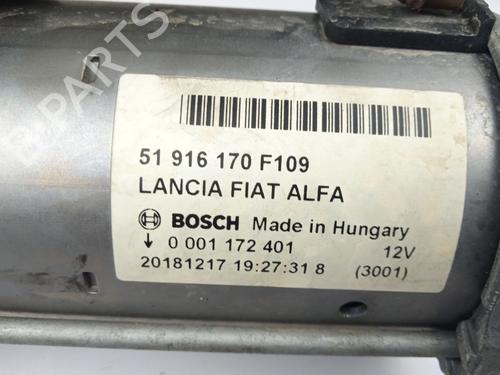 51 916 170 F109
LANCIA FIAT ALFA
BOSCH Made in Hungary
0 001 172 401 12V
20181217 19:27:31 8 (3001)
B-PARTS